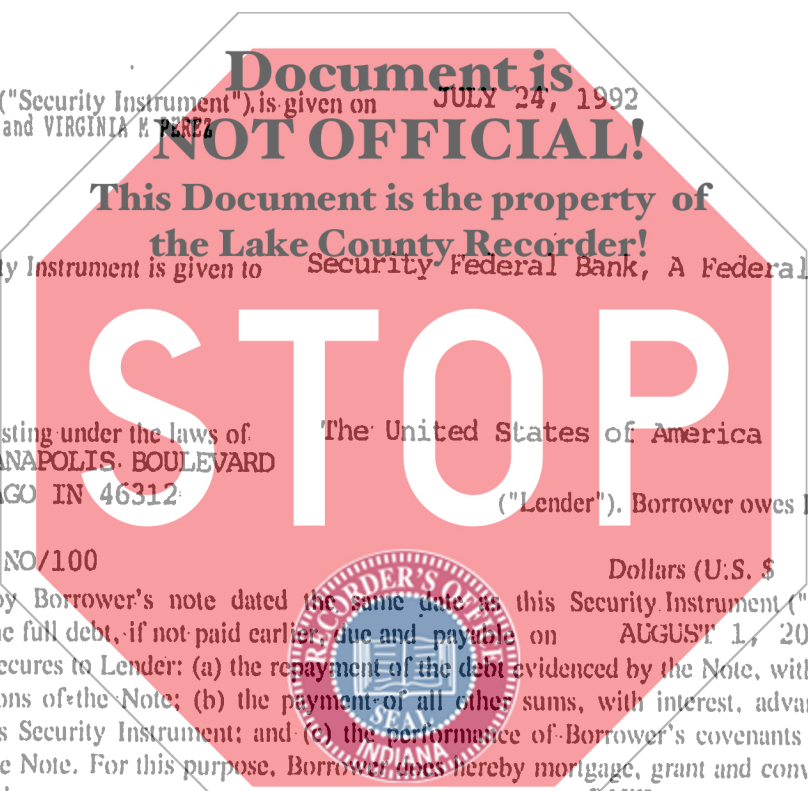 Document is
("Security Instrument"), is given on JULY 24, 1992
and VIRGINIA M PEREZ
NOT OFFICIAL!
This Document is the property of
the Lake County Recorder!
ty Instrument is given to Security Federal Bank, A Federal
STOP
sting under the laws of The United States of America
NAPOLIS BOULEVARD
GO IN 46312
("Lender"). Borrower owes
NO/100
Dollars (U.S. $
by Borrower's note dated the same date as this Security Instrument ("
e full debt, if not paid earlier, due and payable on AUGUST 1, 20
ecures to Lender: (a) the repayment of the debt evidenced by the Note, with
ons of the Note; (b) the payment of all other sums, with interest, advan
s Security Instrument; and (c) the performance of Borrower's covenants
e Note. For this purpose, Borrower does hereby mortgage, grant and conv
RECORDER'S OFFICE
SEAL
INDIANA